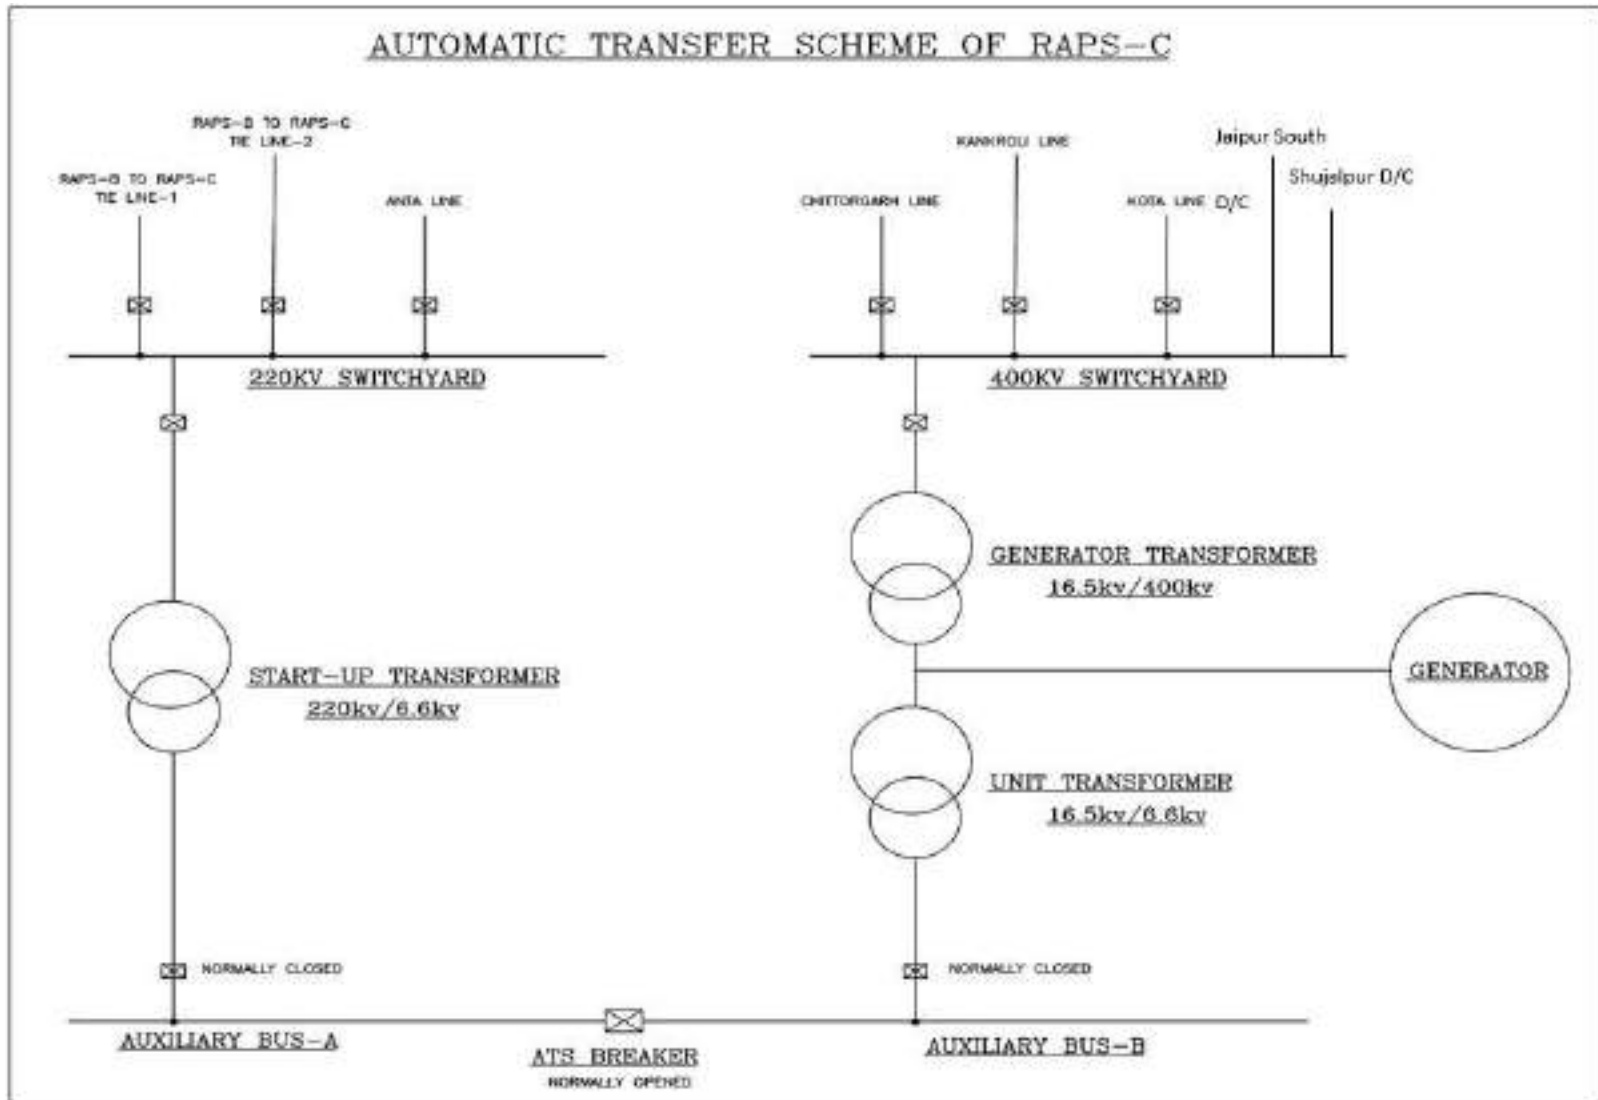 AUTOMATIC TRANSFER SCHEME OF RAPS-C
RAPS-B TO RAPS-C
TIE LINE-2
RAPS-B TO RAPS-C
TIE LINE-1
ANTA LINE
KANKROLI LINE
CHITTORGARH LINE
KOTA LINE D/C
Jaipur South
Shujalpur D/C
220KV SWITCHYARD
400KV SWITCHYARD
GENERATOR TRANSFORMER
16.5kv/400kv
GENERATOR
START-UP TRANSFORMER
220kv/6.6kv
UNIT TRANSFORMER
16.5kv/6.6kv
NORMALLY CLOSED
NORMALLY CLOSED
AUXILIARY BUS-A
ATS BREAKER
NORMALLY OPENED
AUXILIARY BUS-B